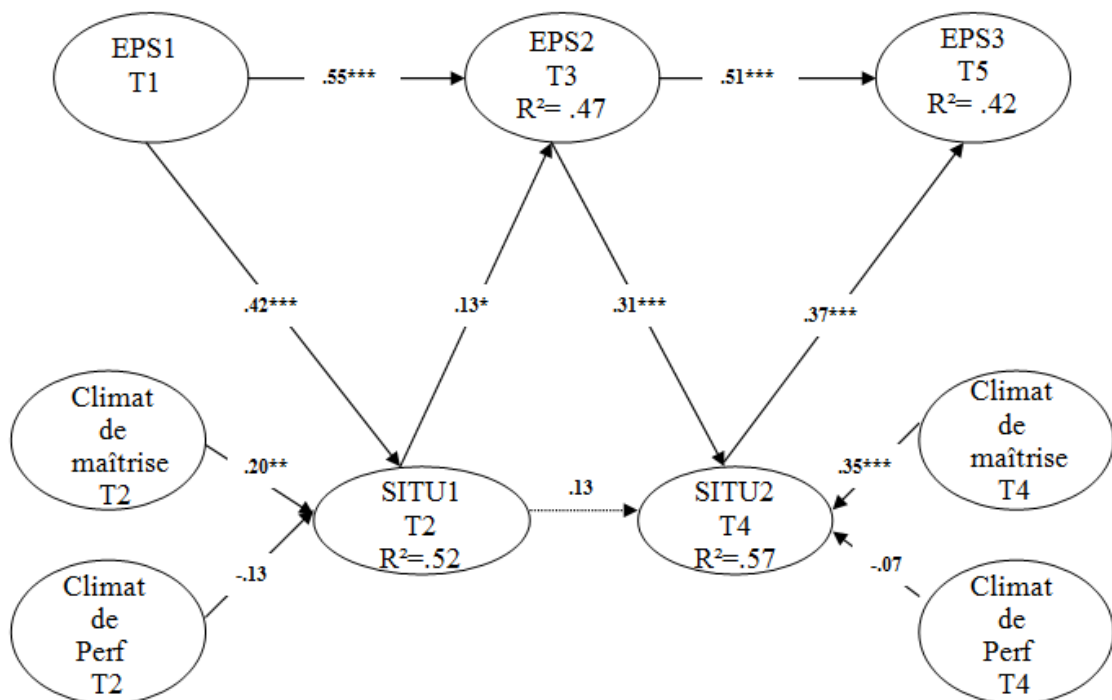 EPS1
T1
.55***
EPS2
T3
R²= .47
.51***
EPS3
T5
R²= .42
.42***
.13*
.31***
.37***
Climat
de
maîtrise
T2
.20**
SITU1
T2
R²=.52
.13
SITU2
T4
R²=.57
.35***
Climat
de
maîtrise
T4
Climat
de
Perf
T2
-.13
-.07
Climat
de
Perf
T4